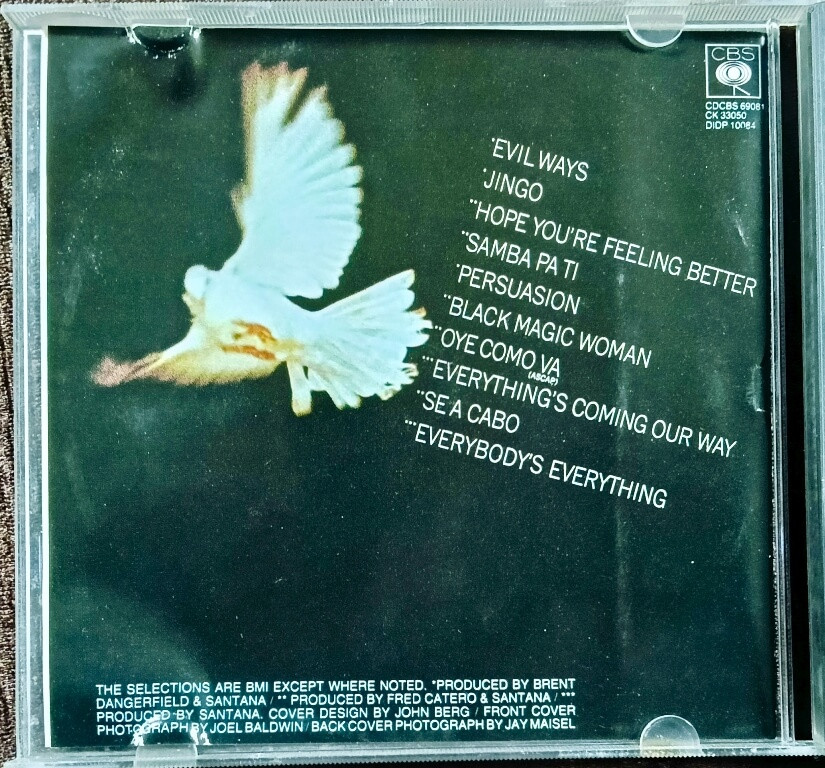 CBS
CDCBS 69081
CK 33050
DIDP 10084
*EVIL WAYS
*JINGO
**HOPE YOU'RE FEELING BETTER
**SAMBA PA TI
*PERSUASION
**BLACK MAGIC WOMAN
**OYE COMO VA
(ASCAP)
***EVERYTHING'S COMING OUR WAY
**SE A CABO
***EVERYBODY'S EVERYTHING
THE SELECTIONS ARE BMI EXCEPT WHERE NOTED. *PRODUCED BY BRENT
DANGERFIELD & SANTANA / ** PRODUCED BY FRED CATERO & SANTANA / ***
PRODUCED BY SANTANA. COVER DESIGN BY JOHN BERG / FRONT COVER
PHOTOGRAPH BY JOEL BALDWIN / BACK COVER PHOTOGRAPH BY JAY MAISEL